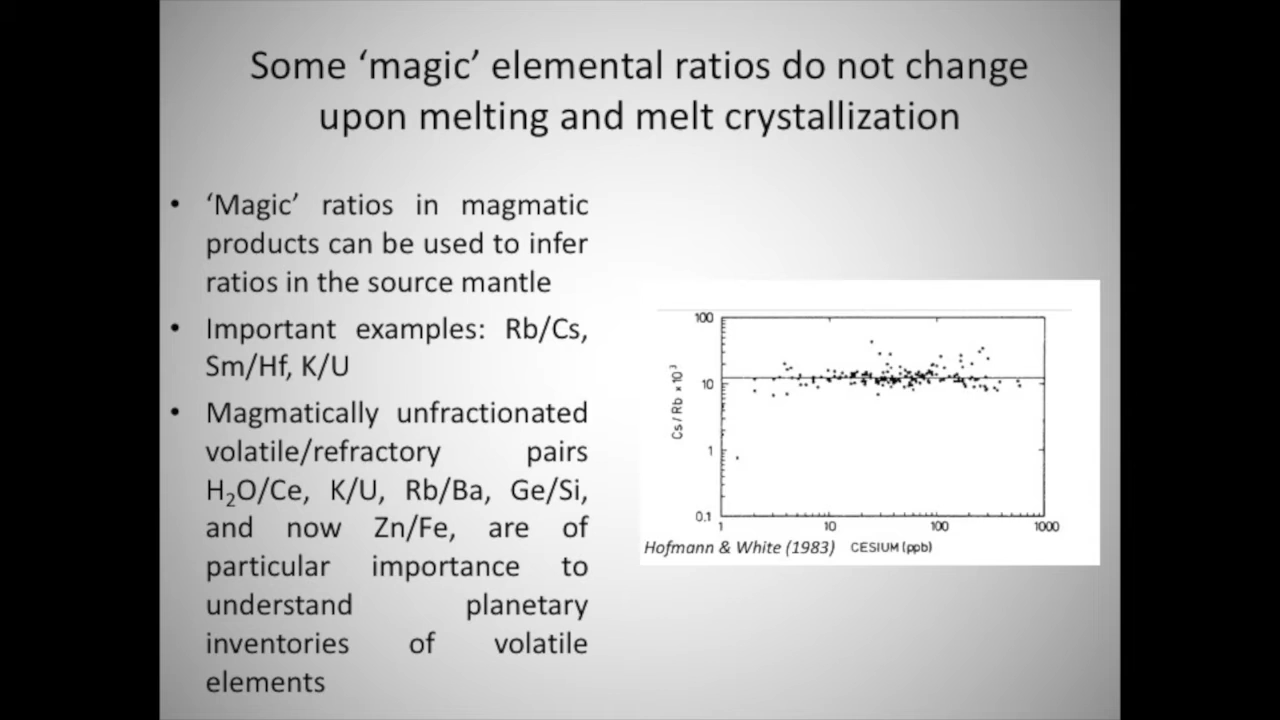 Some ‘magic’ elemental ratios do not change
upon melting and melt crystallization
• ‘Magic’ ratios in magmatic
products can be used to infer
ratios in the source mantle
• Important examples: Rb/Cs,
Sm/Hf, K/U
• Magmatically unfractionated
volatile/refractory pairs
H₂O/Ce, K/U, Rb/Ba, Ge/Si,
and now Zn/Fe, are of
particular importance to
understand planetary
inventories of volatile
elements
100
10
1
0.1
Cs / Rb x10³
1 10 100 1000
Hofmann & White (1983) CESIUM (ppb)